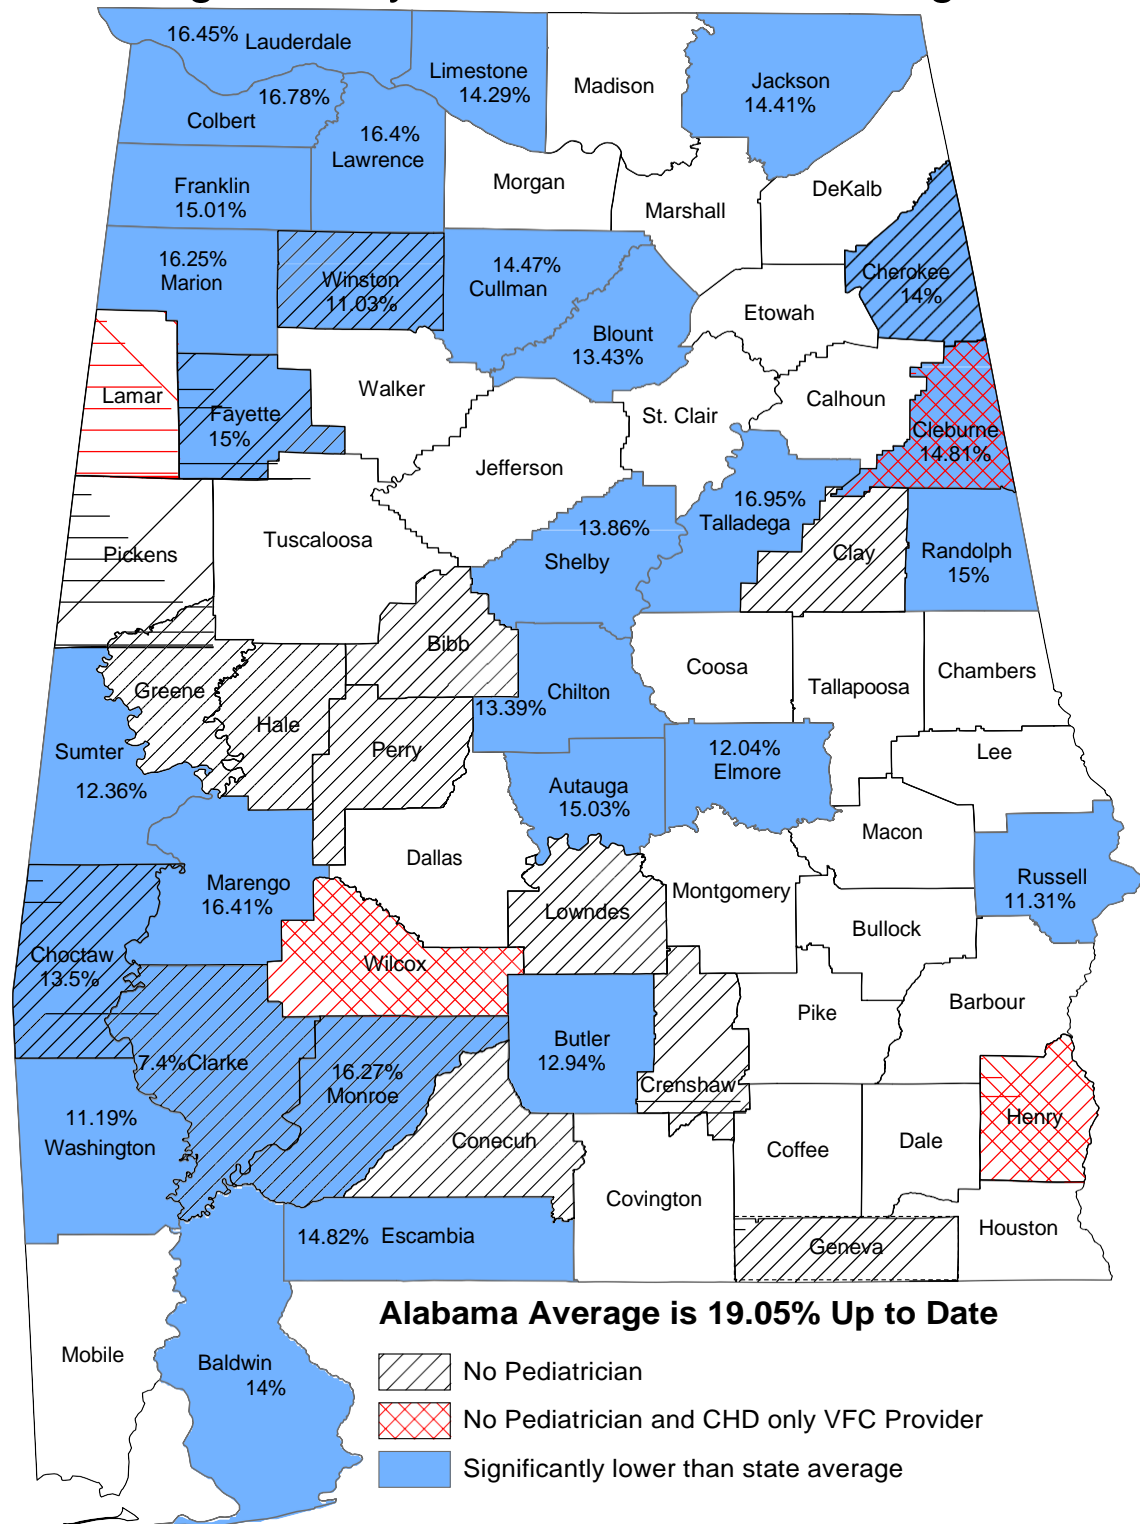 16.45% Lauderdale
Limestone
14.29%
Madison
Jackson
14.41%
16.78%
Colbert
16.4%
Lawrence
Franklin
15.01%
Morgan
Marshall
DeKalb
16.25%
Marion
Winston
11.03%
14.47%
Cullman
Cherokee
14%
Etowah
Blount
13.43%
Lamar
Fayette
15%
Walker
St. Clair
Calhoun
Cleburne
14.81%
Jefferson
Pickens
Tuscaloosa
13.86%
Shelby
16.95%
Talladega
Clay
Randolph
15%
Bibb
Greene
Hale
Perry
13.39%
Chilton
Coosa
Tallapoosa
Chambers
Sumter
12.36%
Autauga
15.03%
12.04%
Elmore
Lee
Macon
Dallas
Marengo
16.41%
Lowndes
Montgomery
Bullock
Russell
11.31%
Choctaw
13.5%
Wilcox
Butler
12.94%
Pike
Barbour
7.4% Clarke
16.27%
Monroe
Crenshaw
11.19%
Washington
Conecuh
Coffee
Dale
Henry
Covington
14.82% Escambia
Geneva
Houston
Mobile
Baldwin
14%
Alabama Average is 19.05% Up to Date
No Pediatrician
No Pediatrician and CHD only VFC Provider
Significantly lower than state average